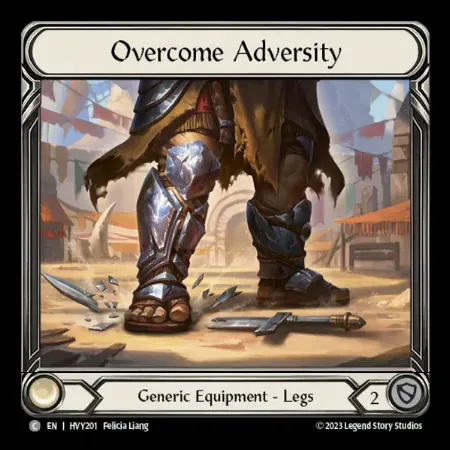 Overcome Adversity
Generic Equipment - Legs
2
C EN | HVY201 Felicia Liang
© 2023 Legend Story Studios